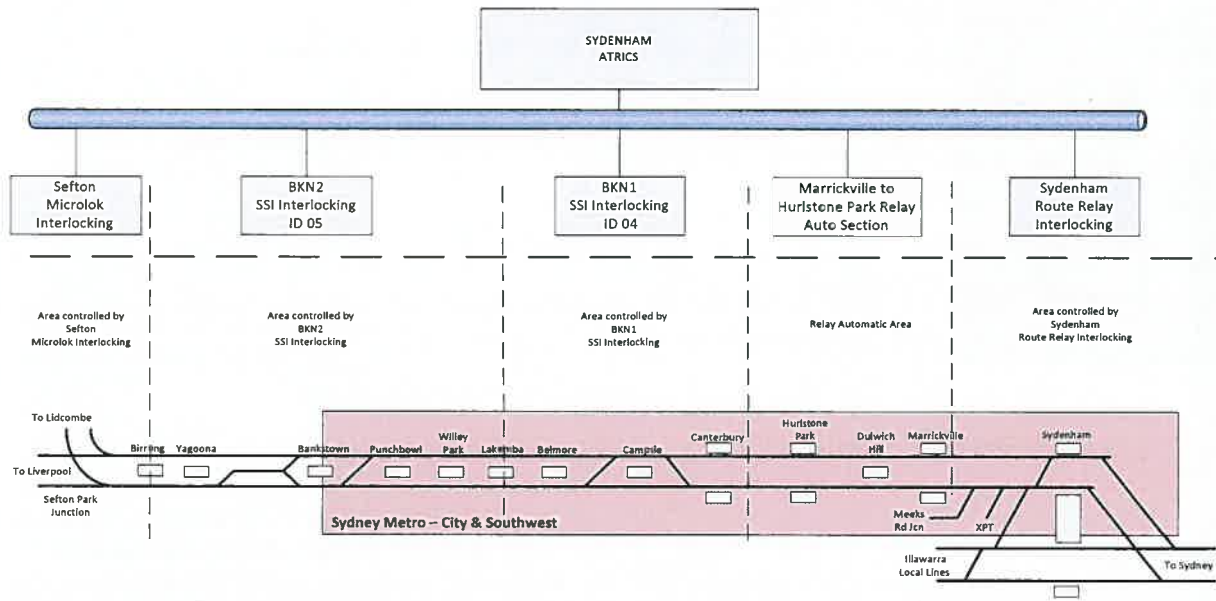 SYDENHAM
ATRICS
Sefton
Microlok
Interlocking
BKN2
SSI Interlocking
ID 05
BKN1
SSI Interlocking
ID 04
Marrickville to
Hurlstone Park Relay
Auto Section
Sydenham
Route Relay
Interlocking
Area controlled by
Sefton
Microlok Interlocking
Area controlled by
BKN2
SSI Interlocking
Area controlled by
BKN1
SSI Interlocking
Relay Automatic Area
Area controlled by
Sydenham
Route Relay Interlocking
To Lidcombe
Birrong
Yagoona
Bankstown
Punchbowl
Willey
Park
Lakemba
Belmore
Campsie
Canterbury
Hurlstone
Park
Dulwich
Hill
Marrickville
Sydenham
To Liverpool
Sefton Park
Junction
Sydney Metro – City & Southwest
Meeks
Rd Jcn
XPT
Illawarra
Local Lines
To Sydney